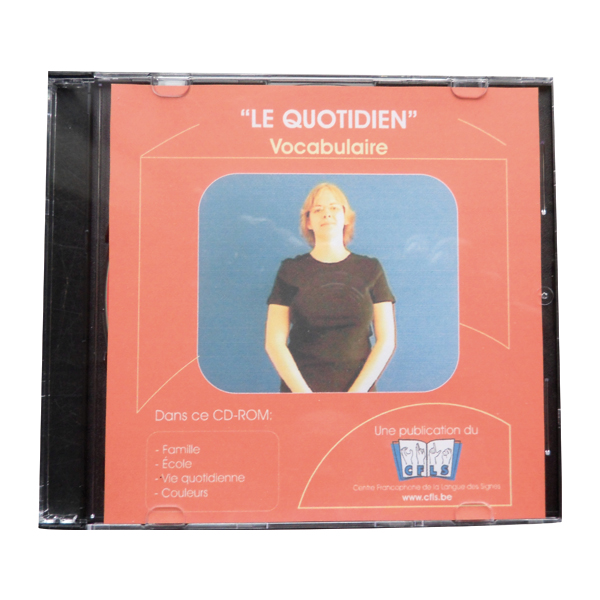 “LE QUOTIDIEN”
Vocabulaire
Dans ce CD-ROM:
- Famille
- École
- Vie quotidienne
- Couleurs
Une publication du
CFLS
Centre Francophone de la Langue des Signes
www.cfls.be